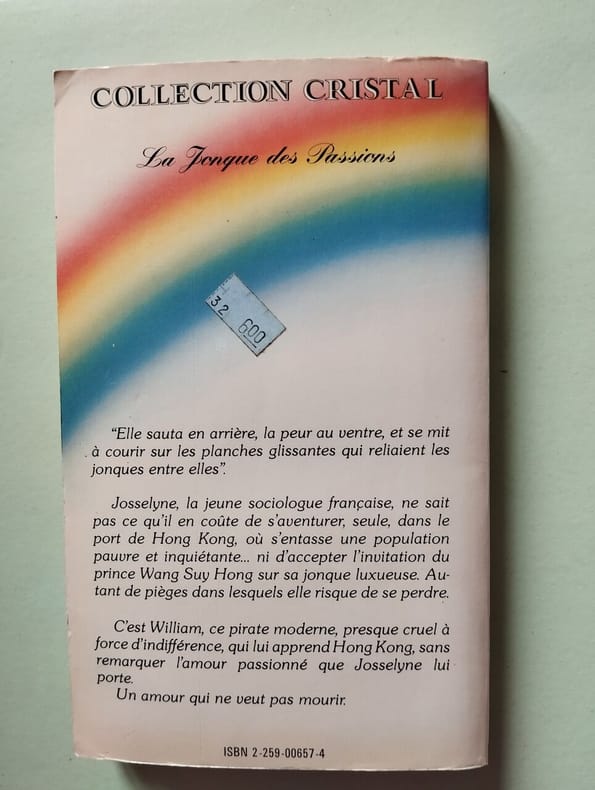 COLLECTION CRISTAL
La Jonque des Passions
32 600
"Elle sauta en arrière, la peur au ventre, et se mit
à courir sur les planches glissantes qui reliaient les
jonques entre elles".
Josselyne, la jeune sociologue française, ne sait
pas ce qu'il en coûte de s'aventurer, seule, dans le
port de Hong Kong, où s'entasse une population
pauvre et inquiétante... ni d'accepter l'invitation du
prince Wang Suy Hong sur sa jonque luxueuse. Au-
tant de pièges dans lesquels elle risque de se perdre.
C'est William, ce pirate moderne, presque cruel à
force d'indifférence, qui lui apprend Hong Kong, sans
remarquer l'amour passionné que Josselyne lui
porte.
Un amour qui ne veut pas mourir.
ISBN 2-259-00657-4